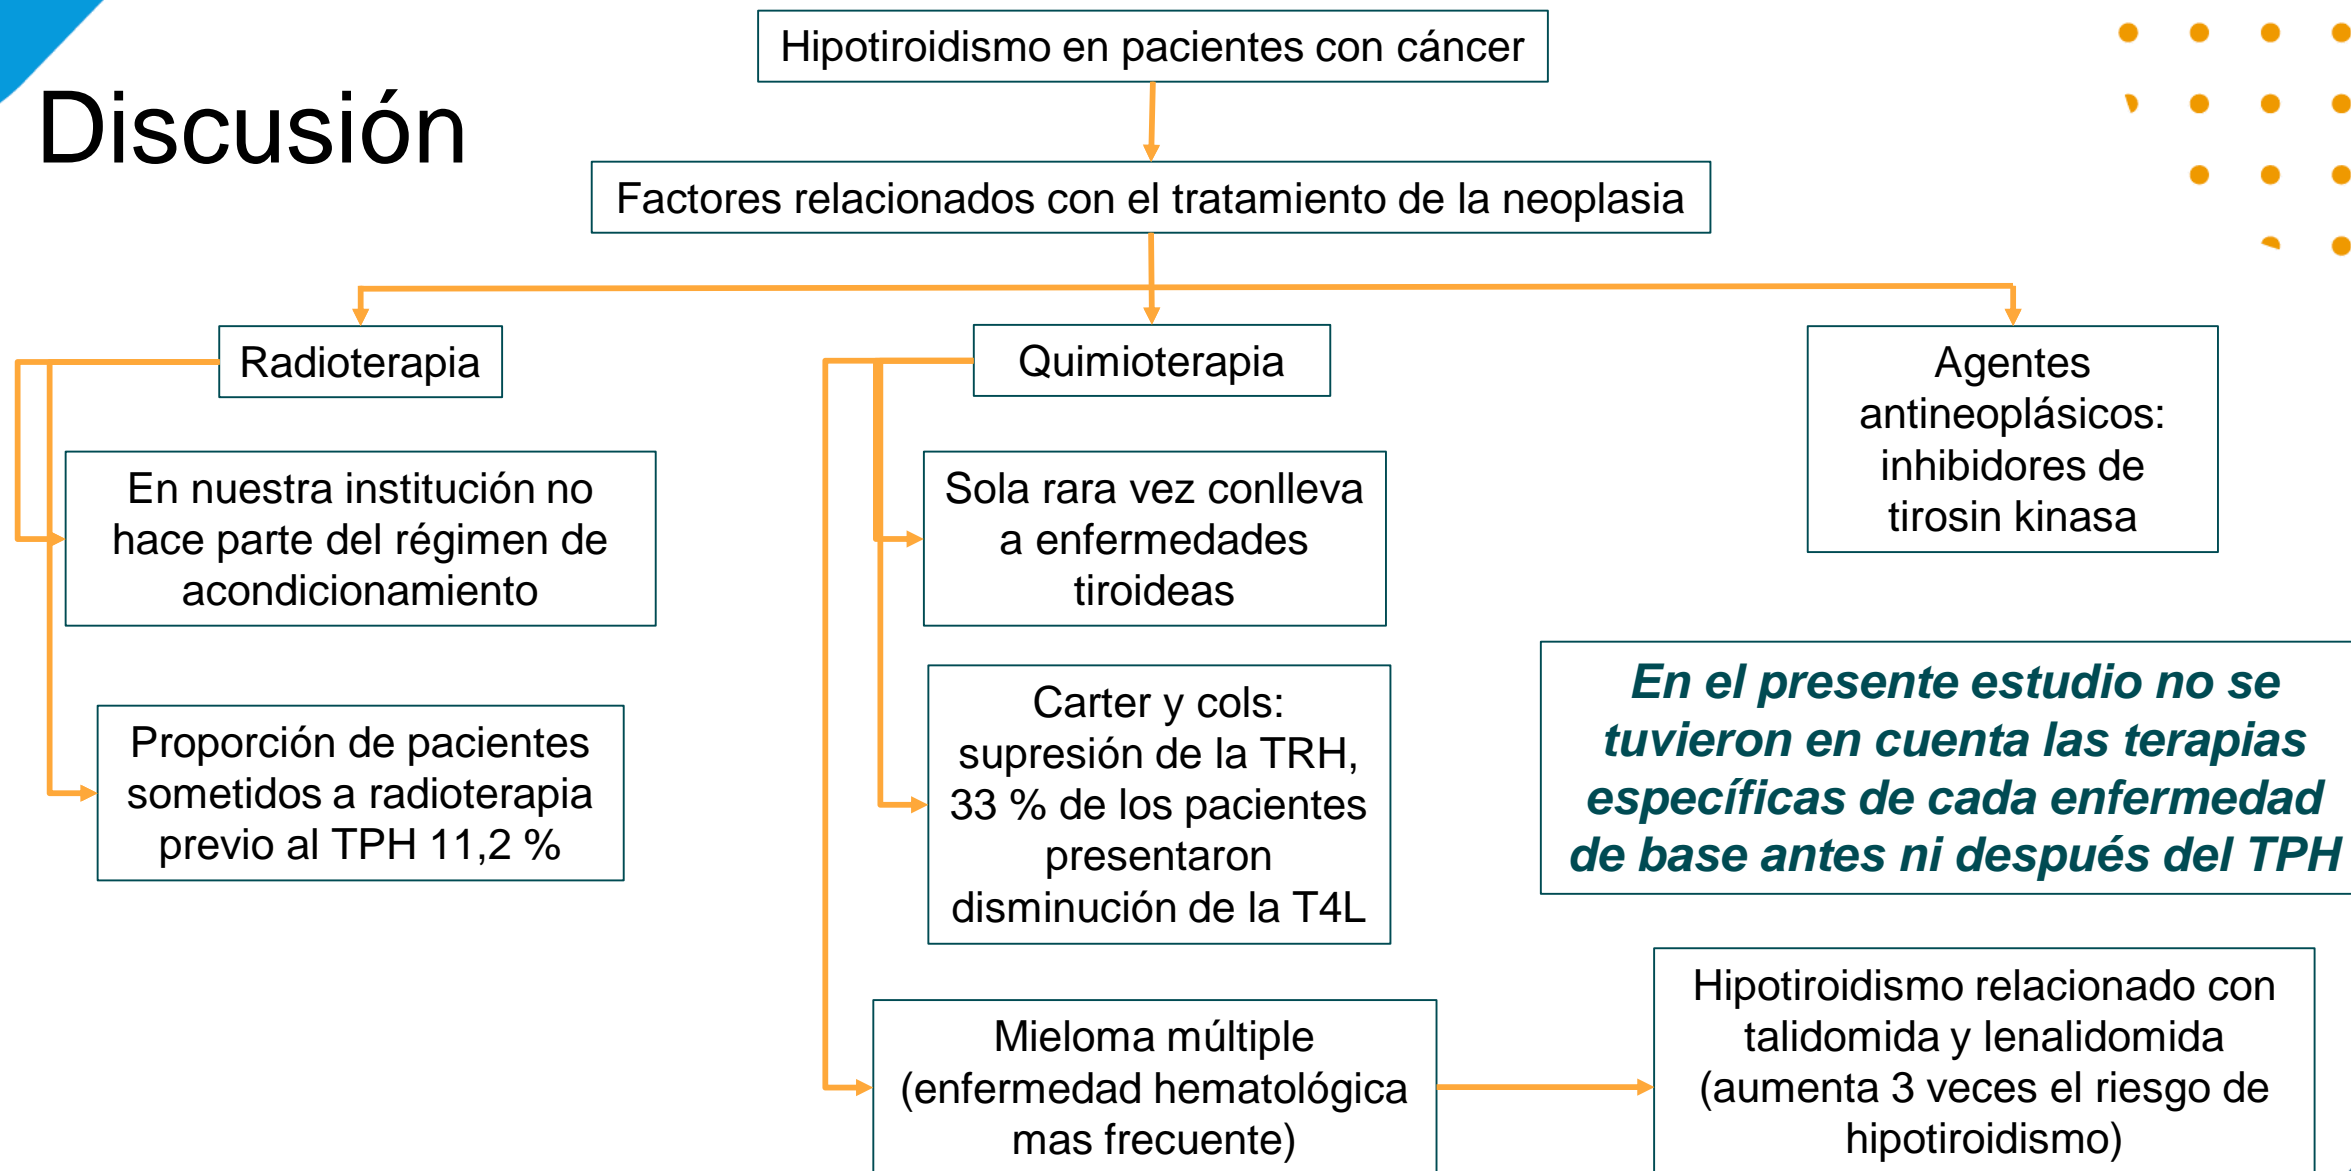 Discusión
Hipotiroidismo en pacientes con cáncer
Factores relacionados con el tratamiento de la neoplasia
Radioterapia
En nuestra institución no
hace parte del régimen de
acondicionamiento
Proporción de pacientes
sometidos a radioterapia
previo al TPH 11,2 %
Quimioterapia
Sola rara vez conlleva
a enfermedades
tiroideas
Carter y cols:
supresión de la TRH,
33 % de los pacientes
presentaron
disminución de la T4L
Mieloma múltiple
(enfermedad hematológica
mas frecuente)
Hipotiroidismo relacionado con
talidomida y lenalidomida
(aumenta 3 veces el riesgo de
hipotiroidismo)
Agentes
antineoplásicos:
inhibidores de
tirosin kinasa
En el presente estudio no se
tuvieron en cuenta las terapias
específicas de cada enfermedad
de base antes ni después del TPH